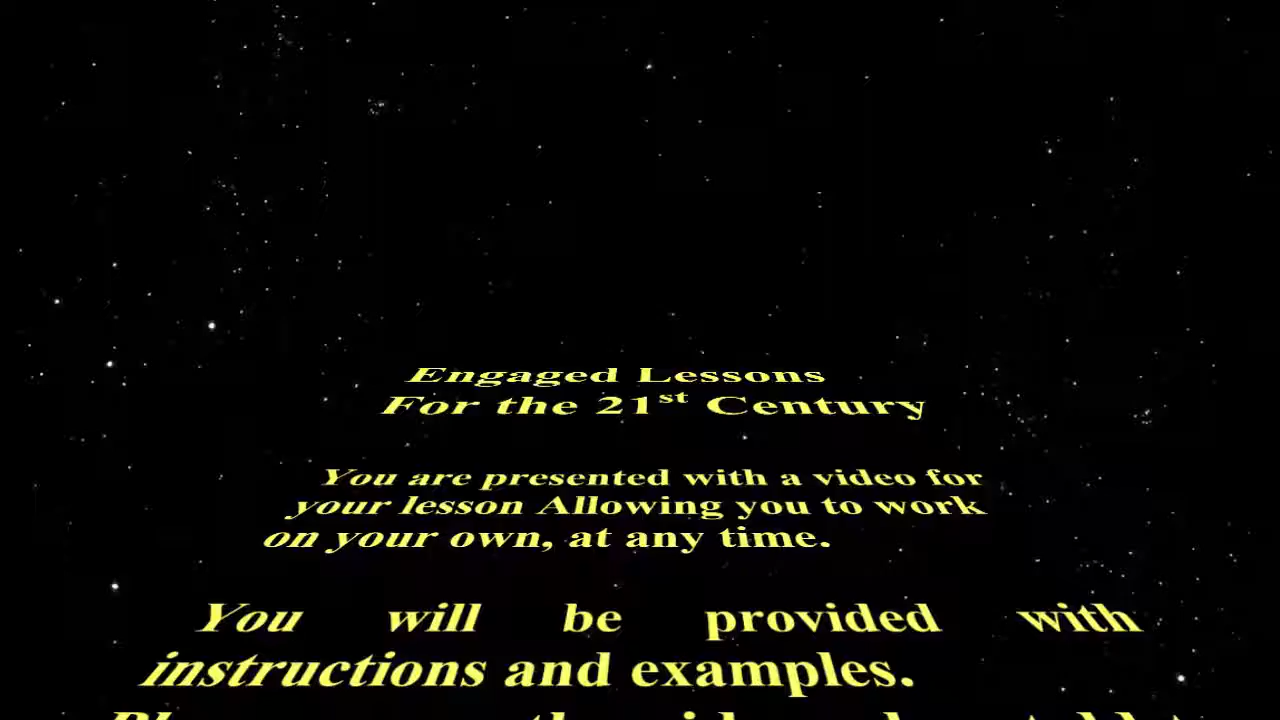 Engaged Lessons
For the 21st Century
You are presented with a video for
your lesson Allowing you to work
on your own, at any time.
You will be provided with
instructions and examples.